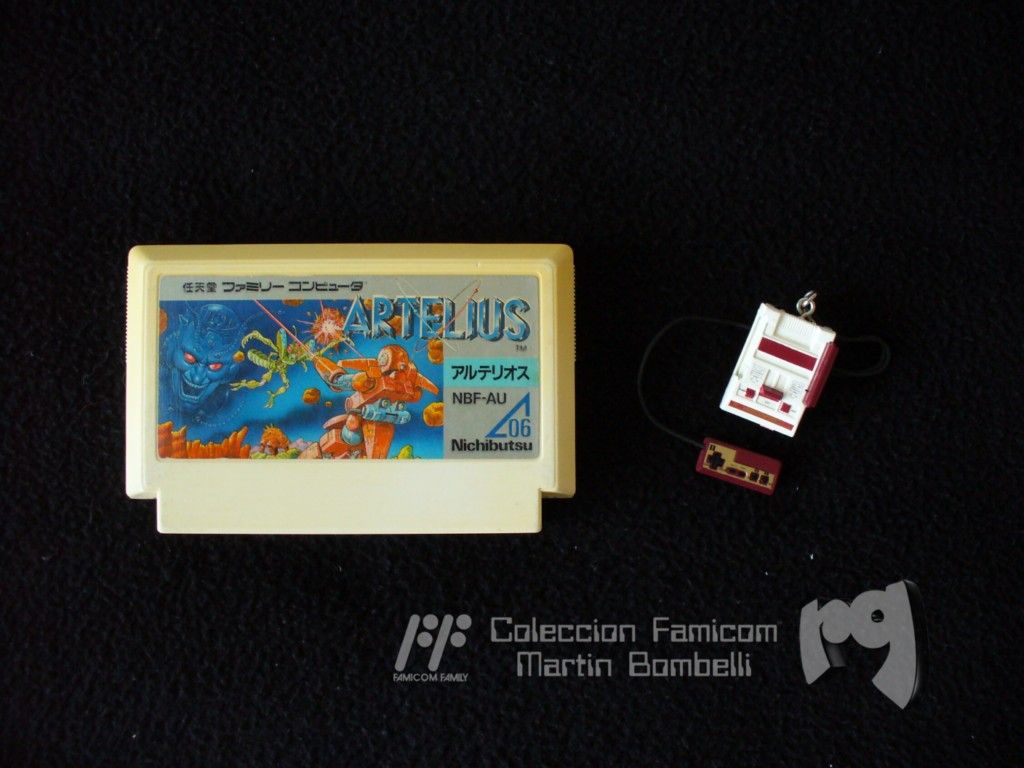 任天堂 ファミリー コンピュータ
ARTELIUS
TM
アルテリオス
NBF-AU
06
Nichibutsu
FAMICOM FAMILY
Coleccion Famicom
Martin Bombelli